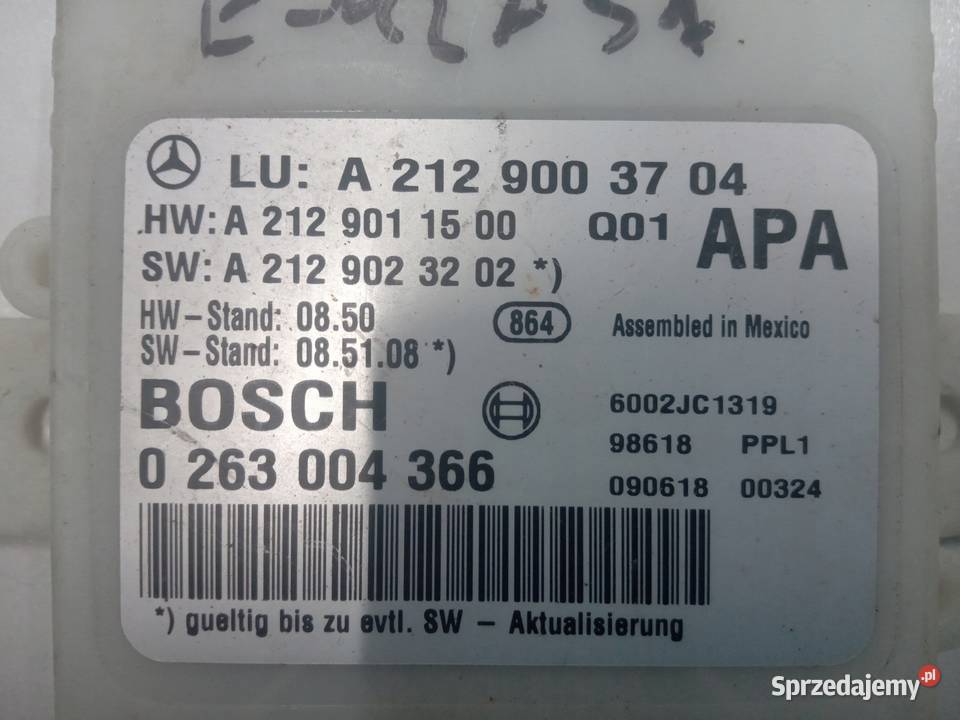 LU: A 212 900 37 04
HW: A 212 901 15 00 Q01 APA
SW: A 212 902 32 02 *)
HW-Stand: 08.50 864 Assembled in Mexico
SW-Stand: 08.51.08 *)
BOSCH 6002JC1319
98618 PPL1
0 263 004 366
090618 00324
*) gueltig bis zu evtl. SW - Aktualisierung
Sprzedajemy.pl